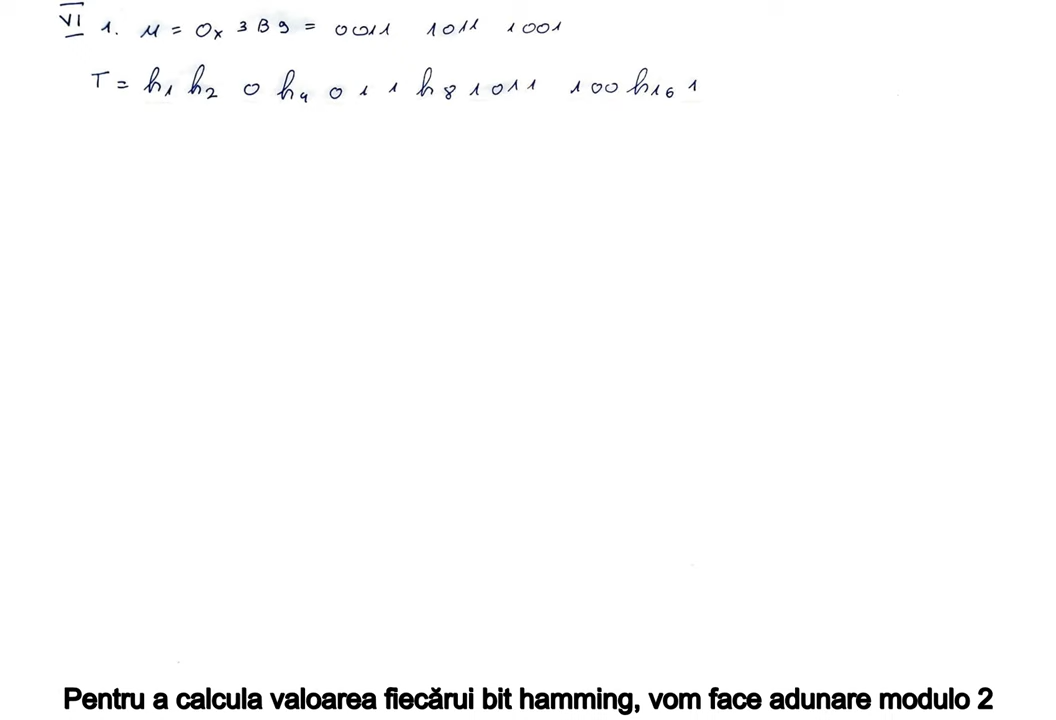 VI 1. M = 0x 3B9 = 0011 1011 1001
T = h1 h2 0 h4 0 1 1 h8 1 0 1 1 1 0 0 h16 1
Pentru a calcula valoarea fiecărui bit hamming, vom face adunare modulo 2